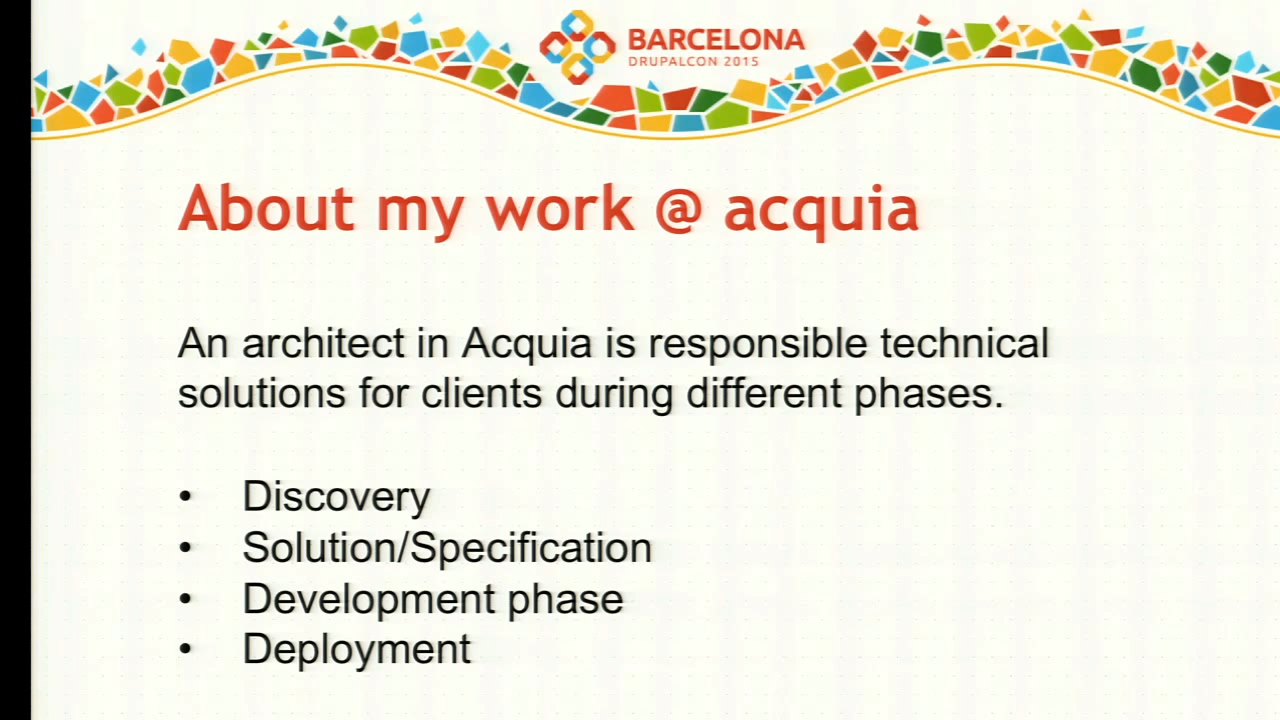 BARCELONA
DRUPALCON 2015
About my work @ acquia
An architect in Acquia is responsible technical
solutions for clients during different phases.
• Discovery
• Solution/Specification
• Development phase
• Deployment